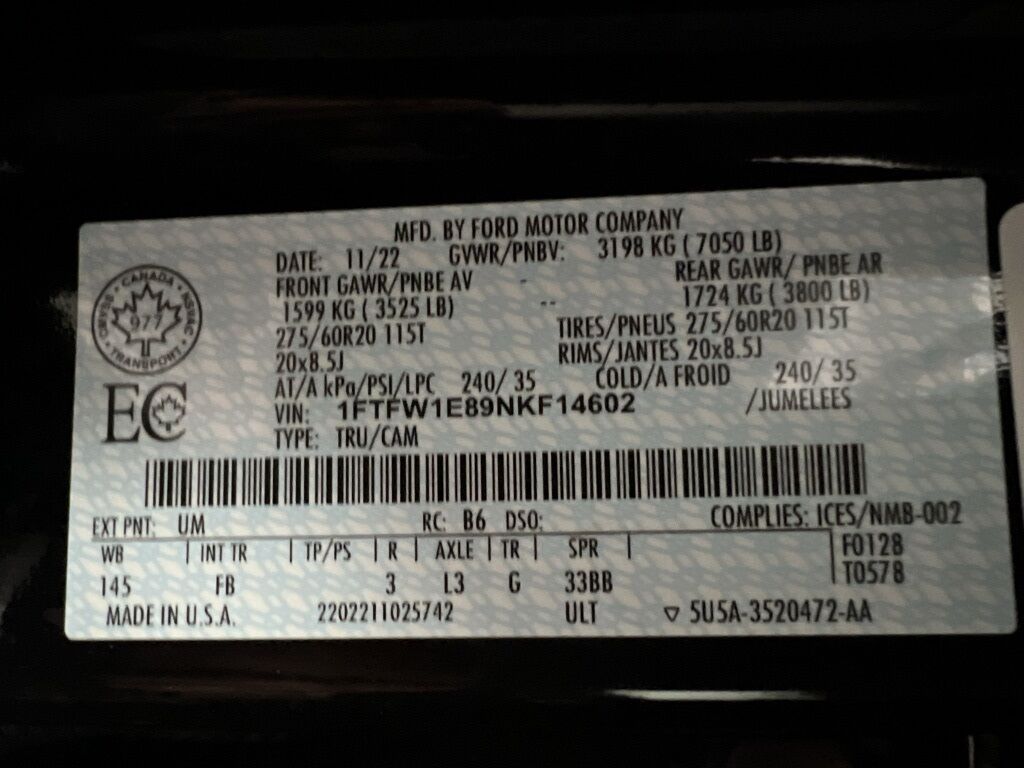 MFD. BY FORD MOTOR COMPANY
DATE: 11/22 GVWR/PNBV: 3198 KG ( 7050 LB)
FRONT GAWR/PNBE AV REAR GAWR/ PNBE AR
1599 KG ( 3525 LB) -- 1724 KG ( 3800 LB)
275/60R20 115T TIRES/PNEUS 275/60R20 115T
20x8.5J RIMS/JANTES 20x8.5J
AT/A kPa/PSI/LPC 240/ 35 COLD/A FROID 240/ 35
VIN: 1FTFW1E89NKF14602 /JUMELEES
TYPE: TRU/CAM
CANADA
977
TRANSPORT
EC
EXT PNT: UM RC: B6 DSO: COMPLIES: ICES/NMB-002
WB | INT TR | TP/PS | R | AXLE | TR | SPR | F0128
145 FB 3 L3 G 33BB T0578
MADE IN U.S.A. 2202211025742 ULT ▽ 5U5A-3520472-AA